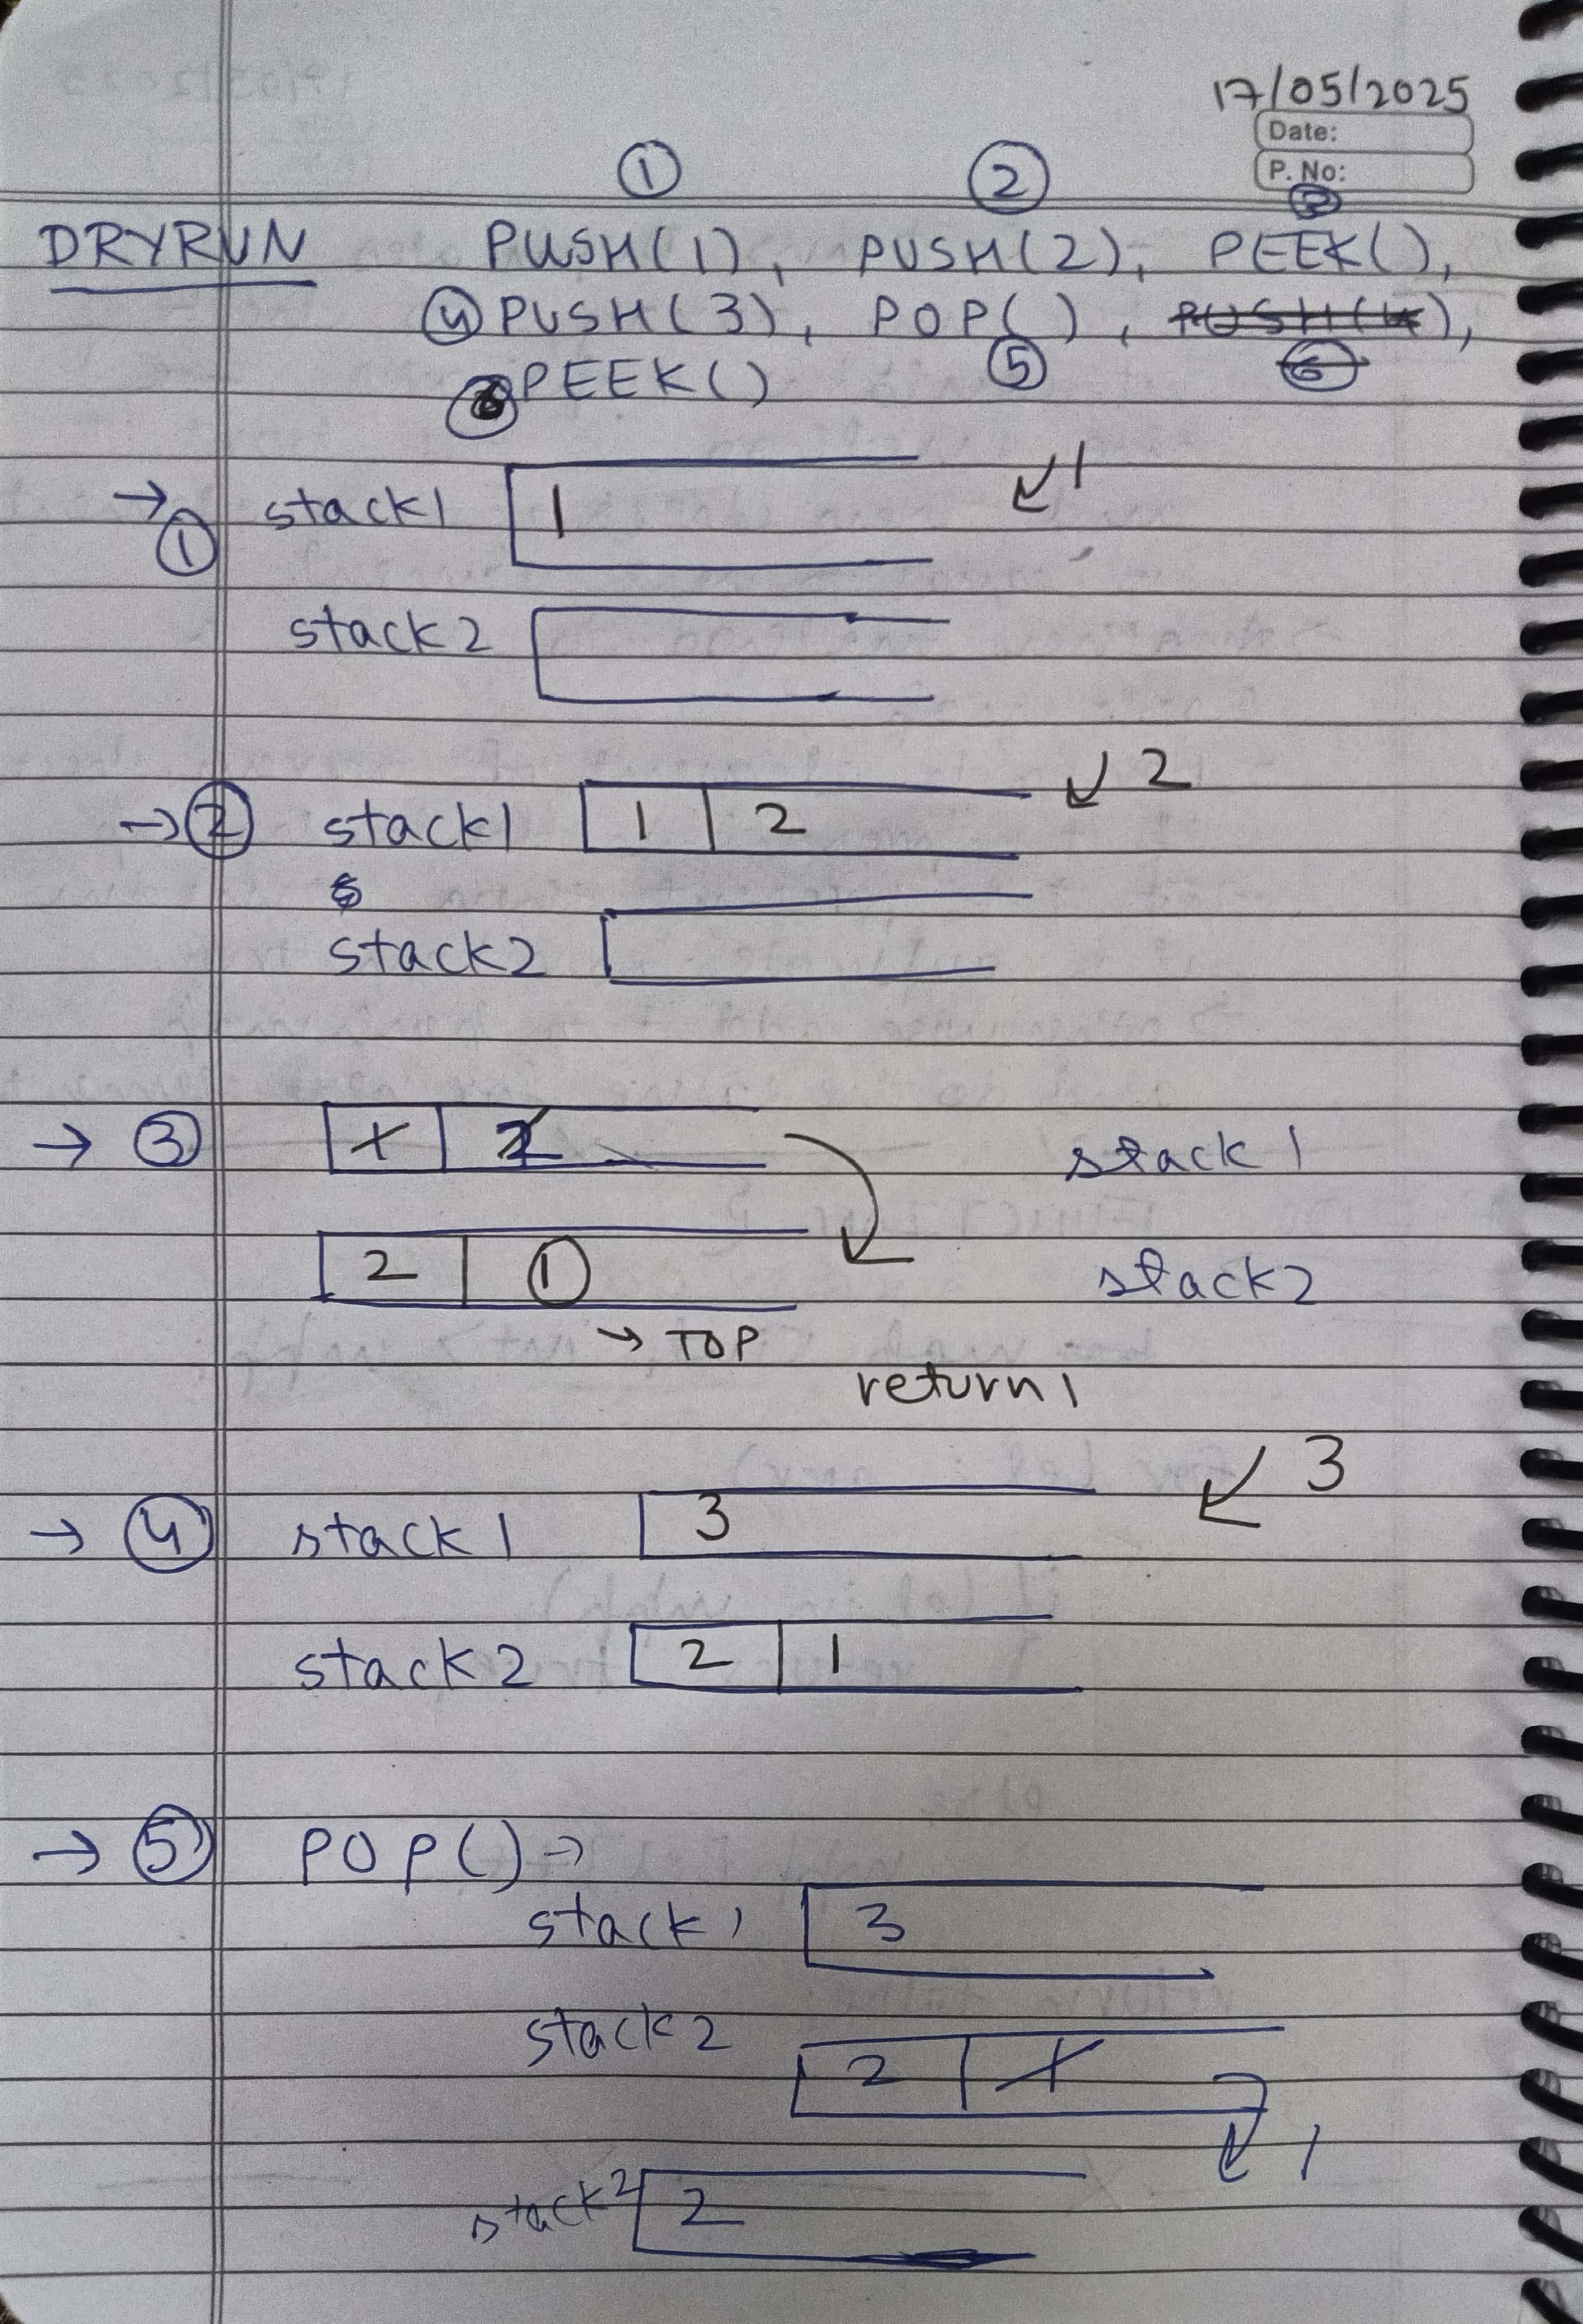 17/05/2025
Date:
P. No:
① ② ③
DRYRUN PUSH(1), PUSH(2), PEEK(),
④ PUSH(3), POP(), PUSH(4),
⑤ ⑥
⑥ PEEK()
→ ① stack1 1 ↙ 1
stack2
→ ② stack1 1 2 ↙ 2
stack2
→ ③ 1 2 stack1
2 ① stack2
→ TOP
return 1
→ ④ stack1 3 ↙ 3
stack2 2 1
→ ⑤ POP() →
stack1 3
stack2 2 1
1
stack2 2